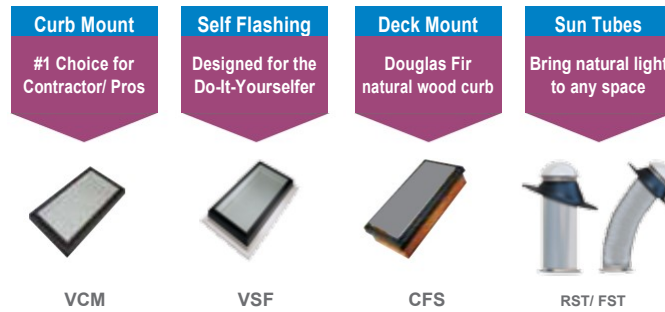 Curb Mount
#1 Choice for
Contractor/ Pros
VCM
Self Flashing
Designed for the
Do-It-Yourselfer
VSF
Deck Mount
Douglas Fir
natural wood curb
CFS
Sun Tubes
Bring natural light
to any space
RST/ FST